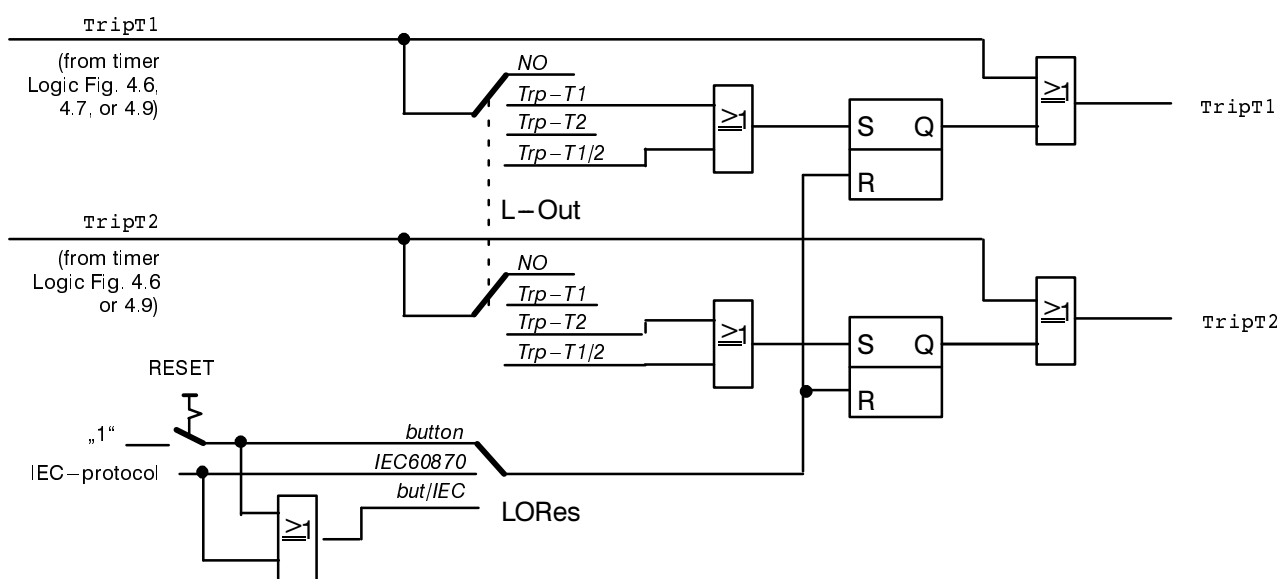 TripT1
(from timer
Logic Fig. 4.6,
4.7, or 4.9)
NO
Trp-T1
Trp-T2
Trp-T1/2
≥1
S Q
R
≥1
TripT1
L-Out
TripT2
(from timer
Logic Fig. 4.6
or 4.9)
NO
Trp-T1
Trp-T2
Trp-T1/2
≥1
S Q
R
≥1
TripT2
RESET
„1“
button
IEC-protocol
IEC60870
but/IEC
≥1
LORes